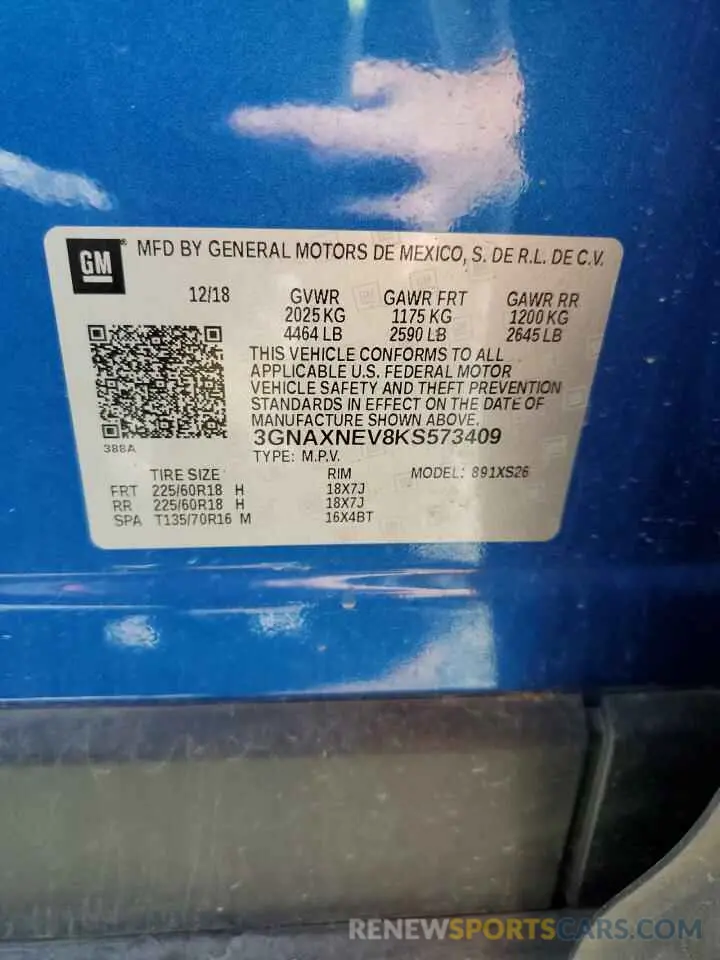 GM ® MFD BY GENERAL MOTORS DE MEXICO, S. DE R.L. DE C.V.
12/18 GVWR GAWR FRT GAWR RR
2025 KG 1175 KG 1200 KG
4464 LB 2590 LB 2645 LB
THIS VEHICLE CONFORMS TO ALL
APPLICABLE U.S. FEDERAL MOTOR
VEHICLE SAFETY AND THEFT PREVENTION
STANDARDS IN EFFECT ON THE DATE OF
MANUFACTURE SHOWN ABOVE.
3GNAXNEV8KS573409
388A
TYPE: M.P.V.
TIRE SIZE RIM MODEL: 891XS26
FRT 225/60R18 H 18X7J
RR 225/60R18 H 18X7J
SPA T135/70R16 M 16X4BT
RENEWSPORTSCARS.COM